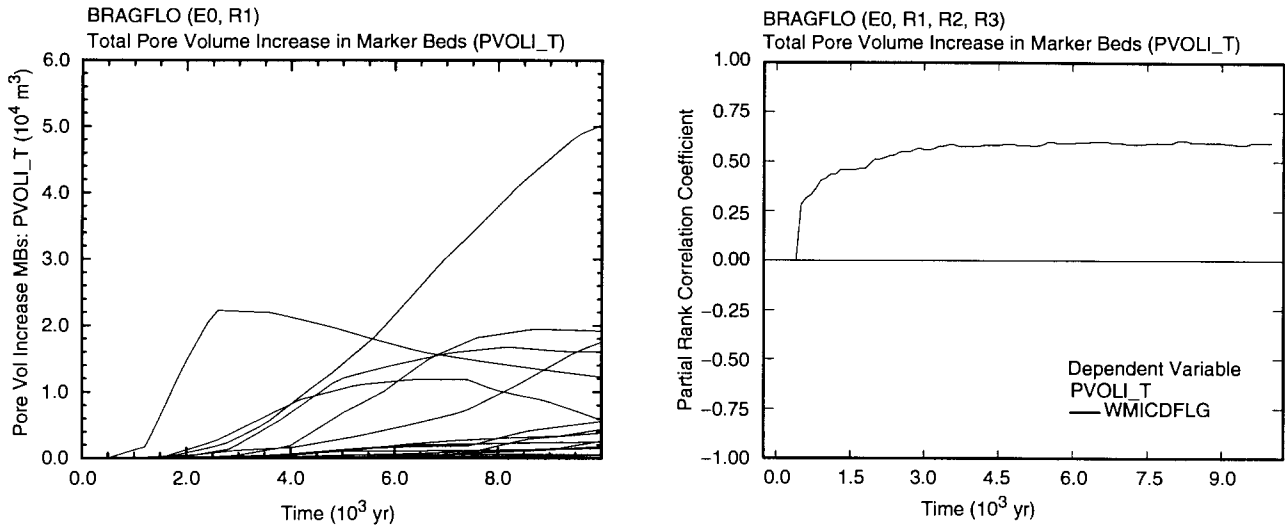 BRAGFLO (E0, R1)
Total Pore Volume Increase in Marker Beds (PVOLI_T)
Pore Vol Increase MBs: PVOLI_T (10⁴ m³)
6.0
5.0
4.0
3.0
2.0
1.0
0.0
0.0 2.0 4.0 6.0 8.0
Time (10³ yr)
BRAGFLO (E0, R1, R2, R3)
Total Pore Volume Increase in Marker Beds (PVOLI_T)
Partial Rank Correlation Coefficient
1.00
0.75
0.50
0.25
0.00
−0.25
−0.50
−0.75
−1.00
Dependent Variable
PVOLI_T
WMICDFLG
0.0 1.5 3.0 4.5 6.0 7.5 9.0
Time (10³ yr)